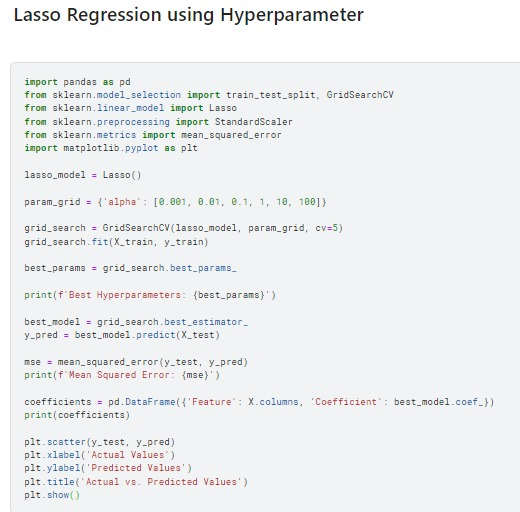 Lasso Regression using Hyperparameter
import pandas as pd
from sklearn.model_selection import train_test_split, GridSearchCV
from sklearn.linear_model import Lasso
from sklearn.preprocessing import StandardScaler
from sklearn.metrics import mean_squared_error
import matplotlib.pyplot as plt
lasso_model = Lasso()
param_grid = {'alpha': [0.001, 0.01, 0.1, 1, 10, 100]}
grid_search = GridSearchCV(lasso_model, param_grid, cv=5)
grid_search.fit(X_train, y_train)
best_params = grid_search.best_params_
print(f'Best Hyperparameters: {best_params}')
best_model = grid_search.best_estimator_
y_pred = best_model.predict(X_test)
mse = mean_squared_error(y_test, y_pred)
print(f'Mean Squared Error: {mse}')
coefficients = pd.DataFrame({'Feature': X.columns, 'Coefficient': best_model.coef_})
print(coefficients)
plt.scatter(y_test, y_pred)
plt.xlabel('Actual Values')
plt.ylabel('Predicted Values')
plt.title('Actual vs. Predicted Values')
plt.show()